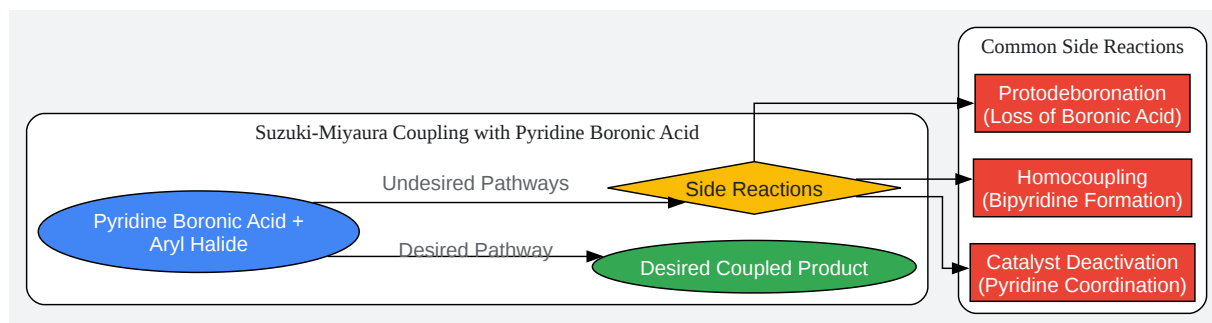 Common Side Reactions
Protodeboronation
(Loss of Boronic Acid)
Suzuki-Miyaura Coupling with Pyridine Boronic Acid
Undesired Pathways
Side Reactions
Homocoupling
(Bipyridine Formation)
Pyridine Boronic Acid +
Aryl Halide
Desired Pathway
Desired Coupled Product
Catalyst Deactivation
(Pyridine Coordination)